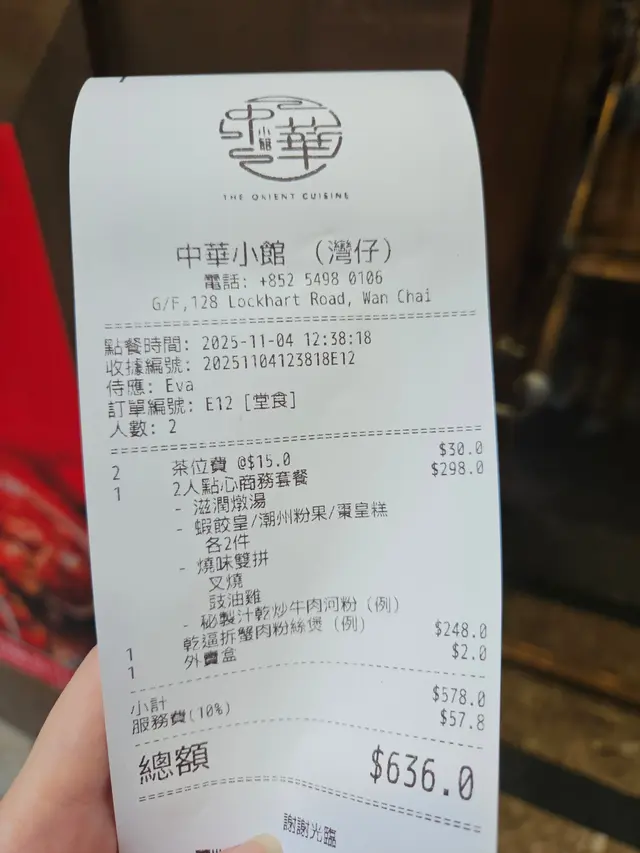 中華小館
THE ORIENT CUISINE
中華小館 （灣仔）
電話: +852 5498 0106
G/F,128 Lockhart Road, Wan Chai
點餐時間: 2025-11-04 12:38:18
收據編號: 20251104123818E12
侍應: Eva
訂單編號: E12 [堂食]
人數: 2
2 茶位費 @$15.0 $30.0
1 2人點心商務套餐 $298.0
- 滋潤燉湯
- 蝦餃皇/潮州粉果/棗皇糕
各2件
- 燒味雙拼
叉燒
豉油雞
- 秘製汁乾炒牛肉河粉（例）
1 乾逼拆蟹肉粉絲煲（例） $248.0
1 外賣盒 $2.0
小計 $578.0
服務費(10%) $57.8
總額 $636.0
謝謝光臨